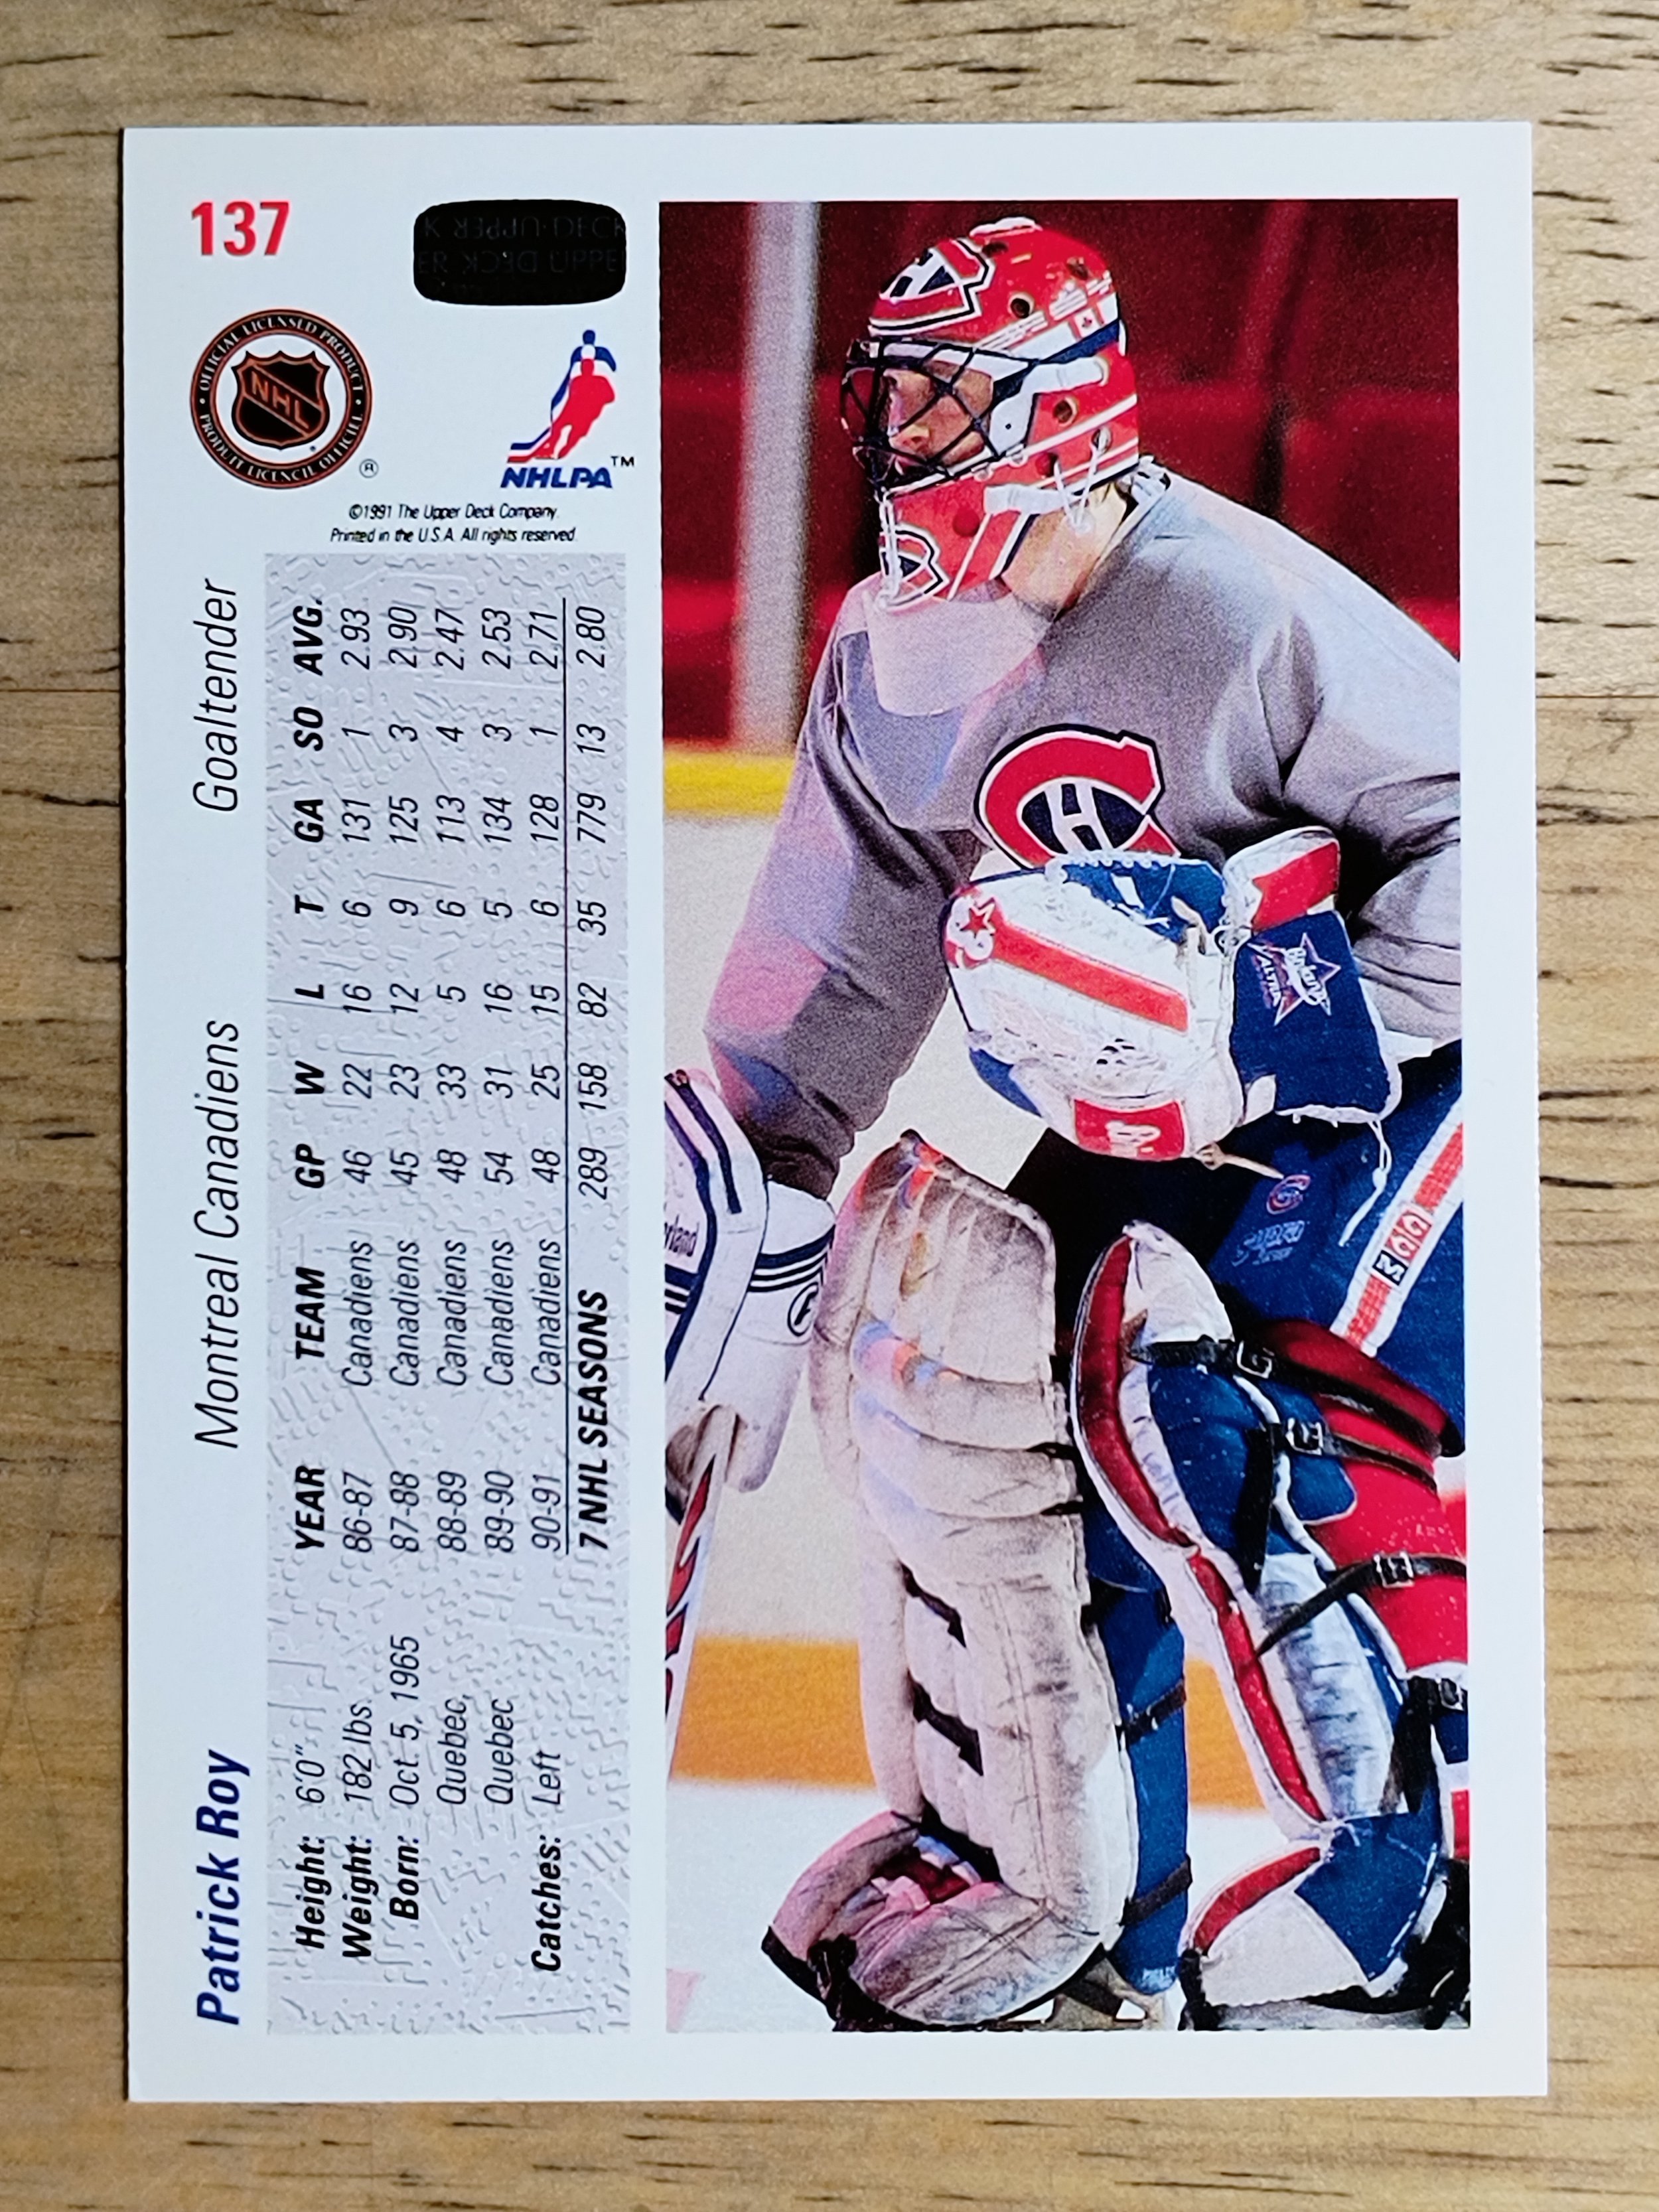 137
UPPER DECK
NHL
OFFICIAL LICENSED PRODUCT
PRODUIT LICENCIÉ OFFICIEL
®
NHLPA™
©1991 The Upper Deck Company.
Printed in the U.S.A. All rights reserved.
Patrick Roy Montreal Canadiens Goaltender
Height: 6'0" YEAR TEAM GP W L T GA SO AVG.
Weight: 182 lbs. 86-87 Canadiens 46 22 16 6 131 1 2.93
Born: Oct. 5, 1965 87-88 Canadiens 45 23 12 9 125 3 2.90
Quebec, 88-89 Canadiens 48 33 5 6 113 4 2.47
Quebec 89-90 Canadiens 54 31 16 5 134 3 2.53
Catches: Left 90-91 Canadiens 48 25 15 6 128 1 2.71
7 NHL SEASONS 289 158 82 35 779 13 2.80
CH